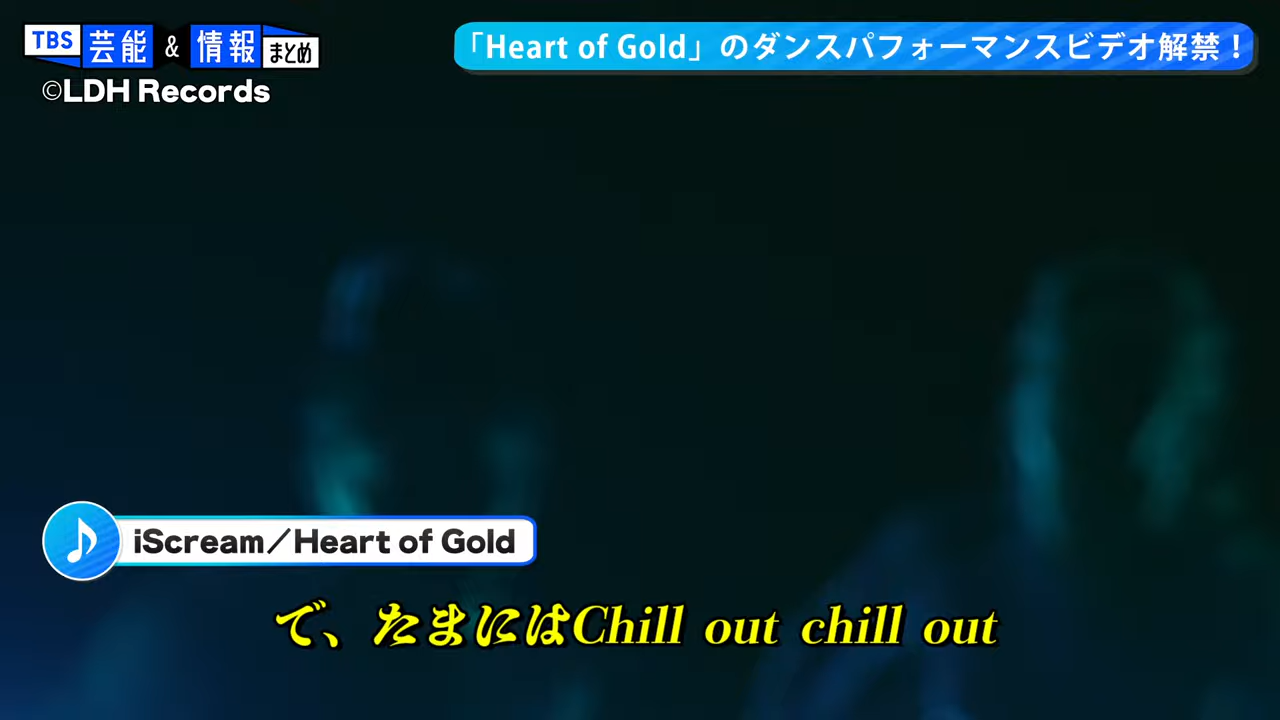 TBS 芸能 & 情報 まとめ
「Heart of Gold」のダンスパフォーマンスビデオ解禁！
©LDH Records
iScream／Heart of Gold
で、たまにはChill out chill out